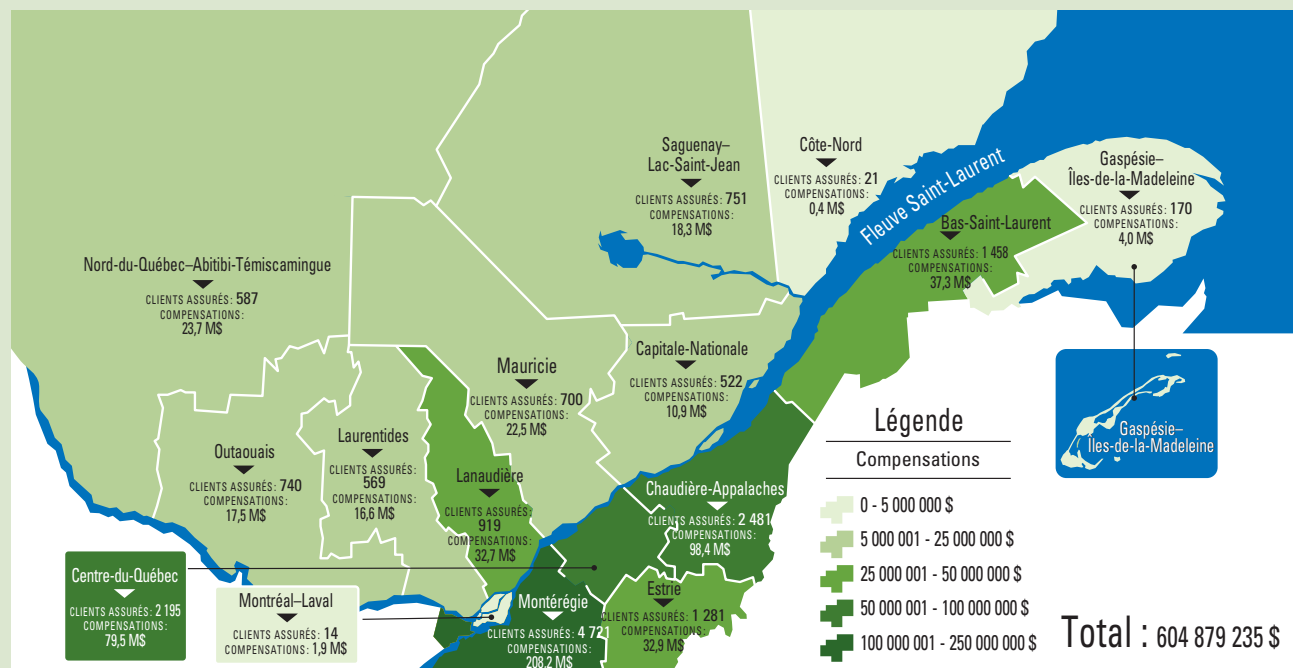 Saguenay–
Lac-Saint-Jean
CLIENTS ASSURÉS: 751
COMPENSATIONS:
18,3 M$
Côte-Nord
CLIENTS ASSURÉS: 21
COMPENSATIONS:
0,4 M$
Fleuve Saint-Laurent
Gaspésie–
Îles-de-la-Madeleine
CLIENTS ASSURÉS: 170
COMPENSATIONS:
4,0 M$
Bas-Saint-Laurent
CLIENTS ASSURÉS: 1 458
COMPENSATIONS:
37,3 M$
Nord-du-Québec–Abitibi-Témiscamingue
CLIENTS ASSURÉS: 587
COMPENSATIONS:
23,7 M$
Mauricie
CLIENTS ASSURÉS: 700
COMPENSATIONS:
22,5 M$
Capitale-Nationale
CLIENTS ASSURÉS: 522
COMPENSATIONS:
10,9 M$
Outaouais
CLIENTS ASSURÉS: 740
COMPENSATIONS:
17,5 M$
Laurentides
CLIENTS ASSURÉS:
569
COMPENSATIONS:
16,6 M$
Lanaudière
CLIENTS ASSURÉS:
919
COMPENSATIONS:
32,7 M$
Chaudière-Appalaches
CLIENTS ASSURÉS: 2 481
COMPENSATIONS:
98,4 M$
Gaspésie–
Îles-de-la-Madeleine
Centre-du-Québec
CLIENTS ASSURÉS: 2 195
COMPENSATIONS:
79,5 M$
Montréal–Laval
CLIENTS ASSURÉS: 14
COMPENSATIONS:
1,9 M$
Montérégie
CLIENTS ASSURÉS: 4 721
COMPENSATIONS:
208,2 M$
Estrie
CLIENTS ASSURÉS: 1 281
COMPENSATIONS:
32,9 M$
Légende
Compensations
0 - 5 000 000 $
5 000 001 - 25 000 000 $
25 000 001 - 50 000 000 $
50 000 001 - 100 000 000 $
100 000 001 - 250 000 000 $
Total : 604 879 235 $